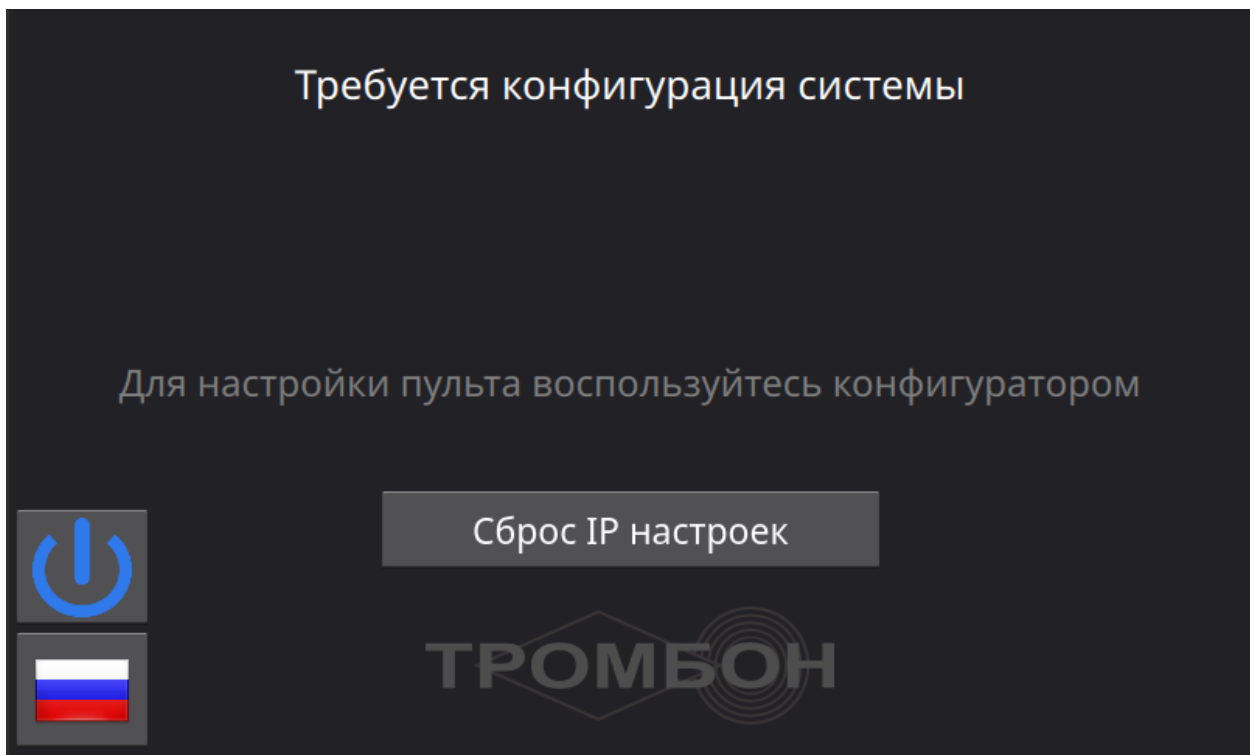 Требуется конфигурация системы
Для настройки пульта воспользуйтесь конфигуратором
Сброс IP настроек
ТРОМБОН